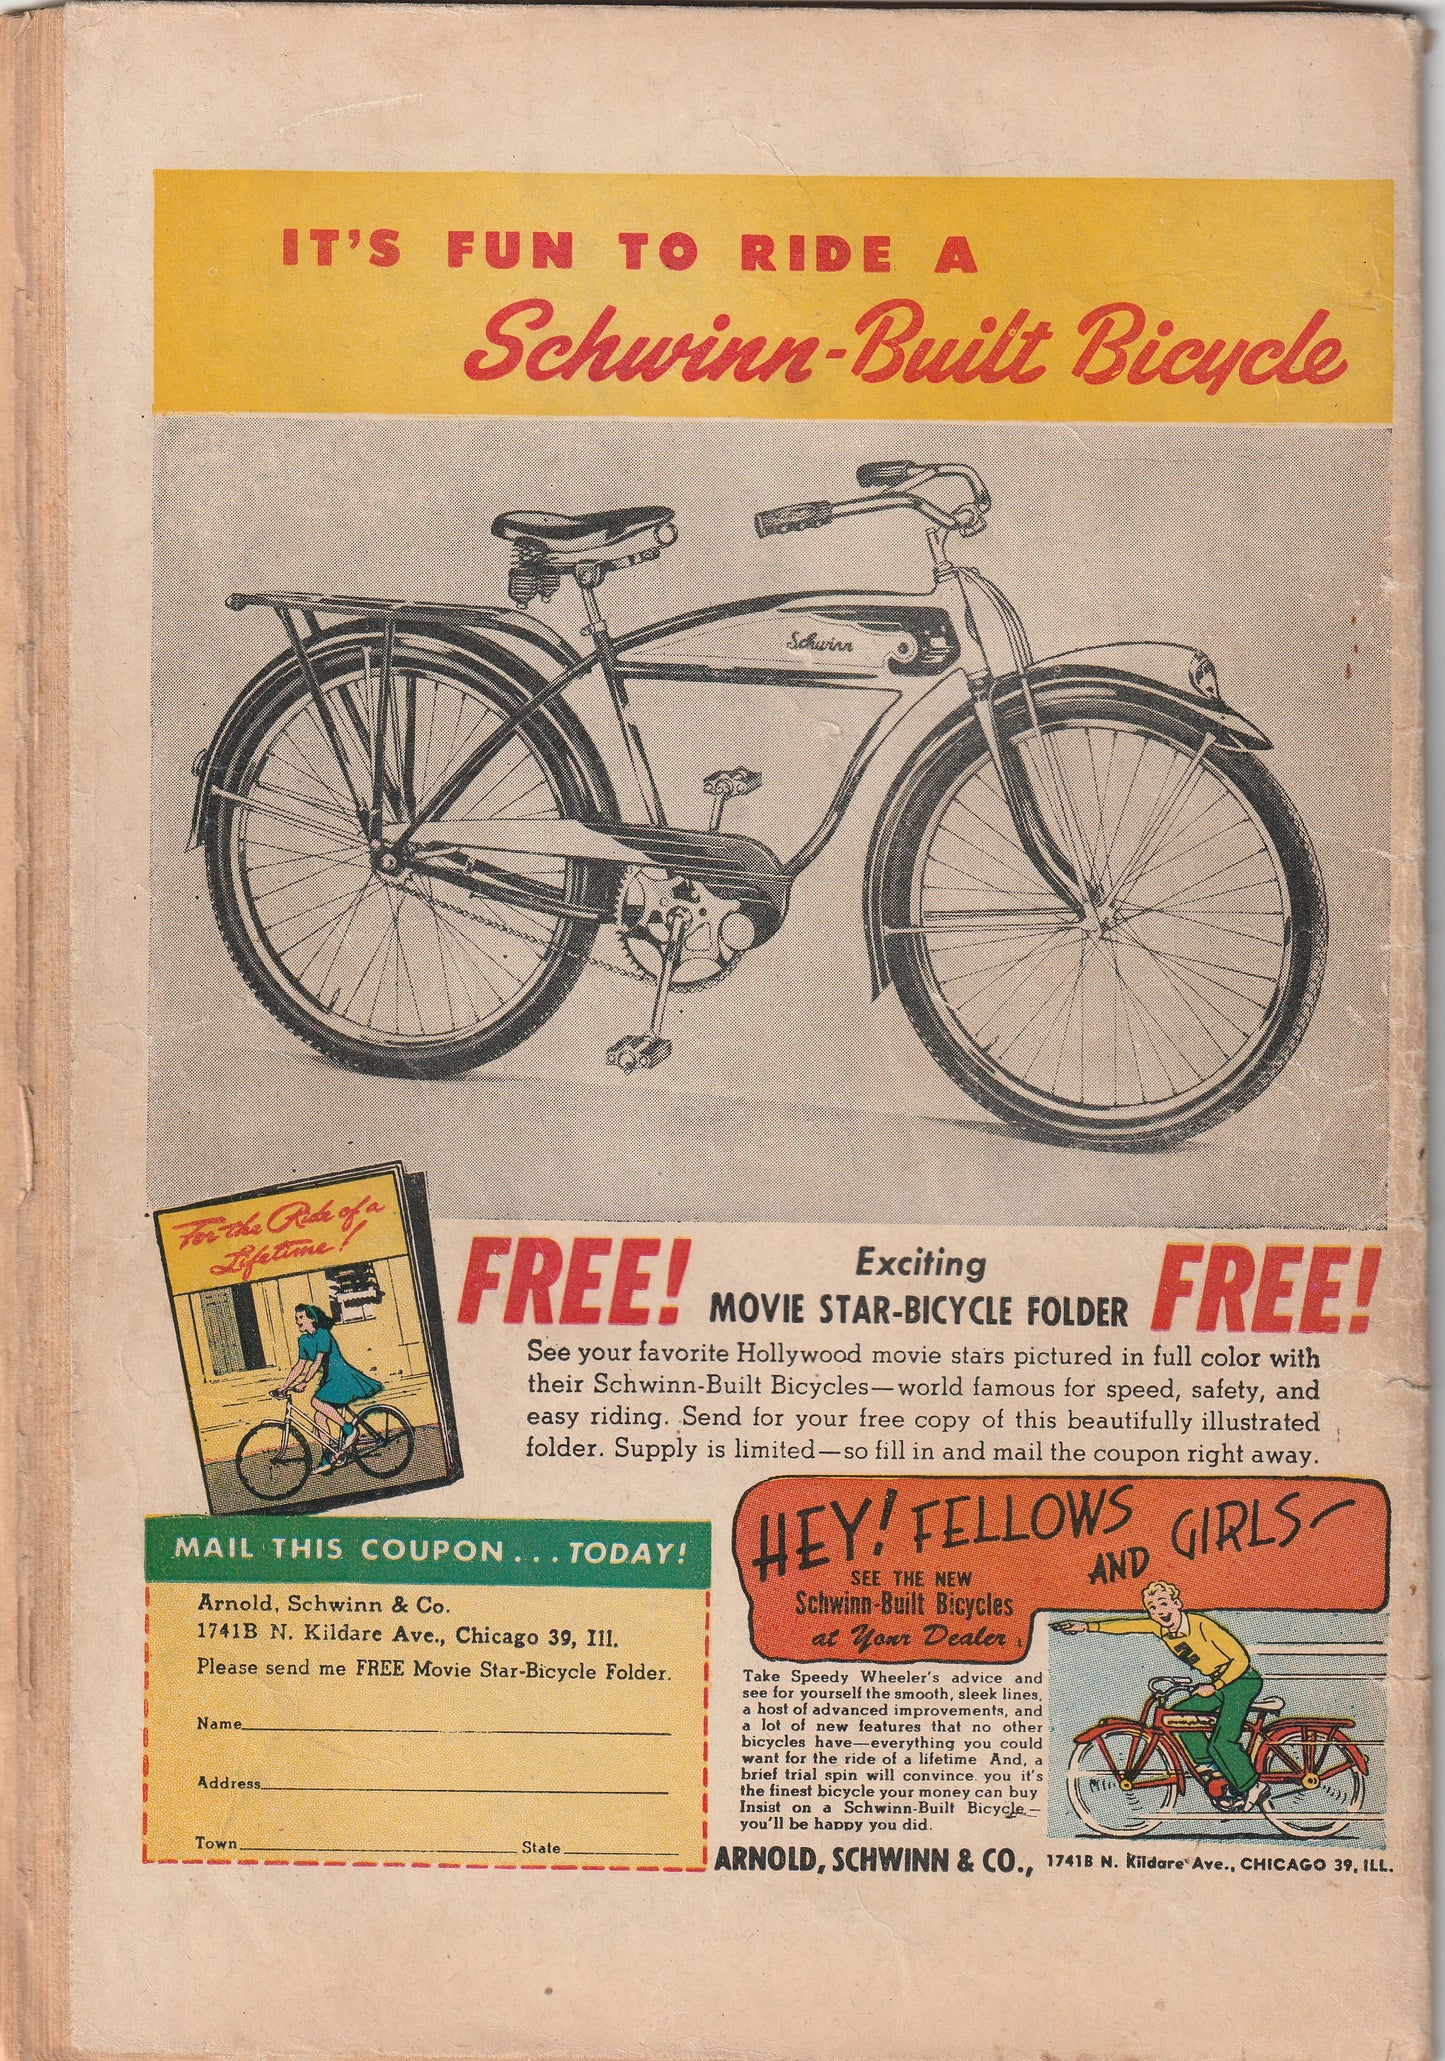 IT'S FUN TO RIDE A
Schwinn-Built Bicycle
Schwinn
For the Ride of a
Lifetime!
FREE!
Exciting
MOVIE STAR-BICYCLE FOLDER
FREE!
See your favorite Hollywood movie stars pictured in full color with
their Schwinn-Built Bicycles—world famous for speed, safety, and
easy riding. Send for your free copy of this beautifully illustrated
folder. Supply is limited—so fill in and mail the coupon right away.
MAIL THIS COUPON . . . TODAY!
Arnold, Schwinn & Co.
1741B N. Kildare Ave., Chicago 39, Ill.
Please send me FREE Movie Star-Bicycle Folder.
Name
Address
Town State
HEY! FELLOWS
AND GIRLS—
SEE THE NEW
Schwinn-Built Bicycles
at Your Dealer
Take Speedy Wheeler's advice and
see for yourself the smooth, sleek lines,
a host of advanced improvements, and
a lot of new features that no other
bicycles have—everything you could
want for the ride of a lifetime And, a
brief trial spin will convince you it's
the finest bicycle your money can buy
Insist on a Schwinn-Built Bicycle—
you'll be happy you did.
ARNOLD, SCHWINN & CO., 1741B N. Kildare Ave., CHICAGO 39, ILL.